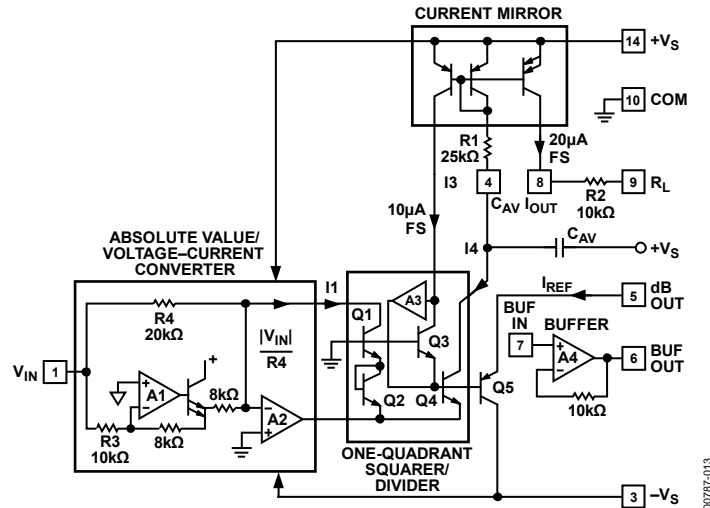 CURRENT MIRROR
14 +VS
10 COM
R1
25kΩ
20µA
FS
I3
4
8
9 RL
CAV IOUT
R2
10kΩ
10µA
FS
ABSOLUTE VALUE/
VOLTAGE–CURRENT
CONVERTER
I4
CAV
+VS
I1
A3
IREF
5 dB
OUT
R4
20kΩ
|VIN|
R4
Q1
Q3
BUF
IN
7
BUFFER
VIN 1
+
A1
+
–
8kΩ
–
A2
+
Q2
Q4
Q5
+
A4
–
6 BUF
OUT
R3
10kΩ
8kΩ
10kΩ
ONE-QUADRANT
SQUARER/
DIVIDER
3 –VS
00787-013